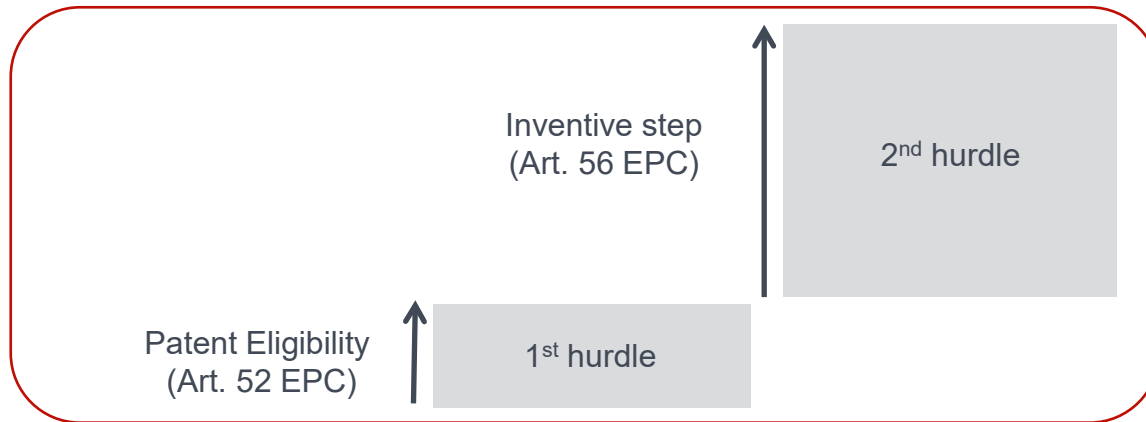 Inventive step
(Art. 56 EPC)
2nd hurdle
Patent Eligibility
(Art. 52 EPC)
1st hurdle